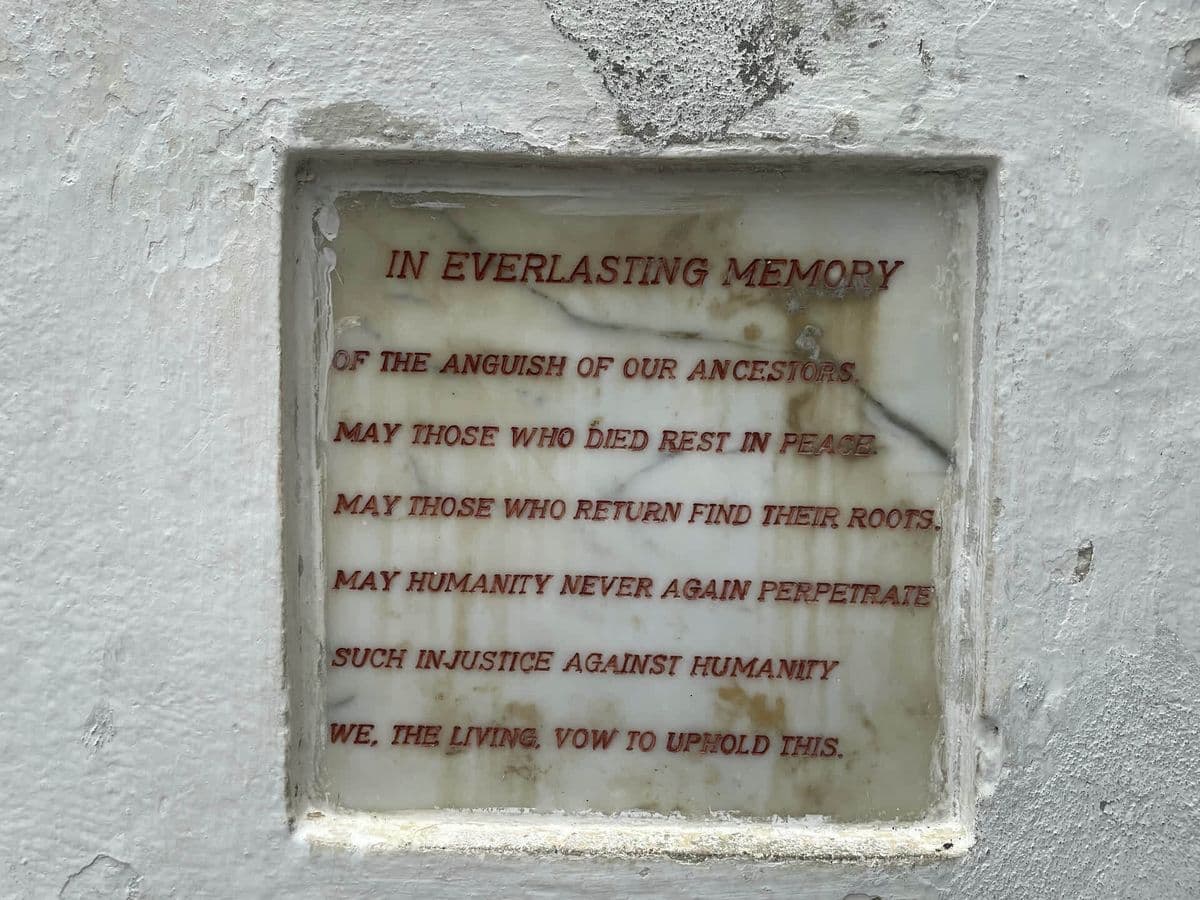 IN EVERLASTING MEMORY
OF THE ANGUISH OF OUR ANCESTORS.
MAY THOSE WHO DIED REST IN PEACE.
MAY THOSE WHO RETURN FIND THEIR ROOTS.
MAY HUMANITY NEVER AGAIN PERPETRATE
SUCH INJUSTICE AGAINST HUMANITY
WE, THE LIVING, VOW TO UPHOLD THIS.